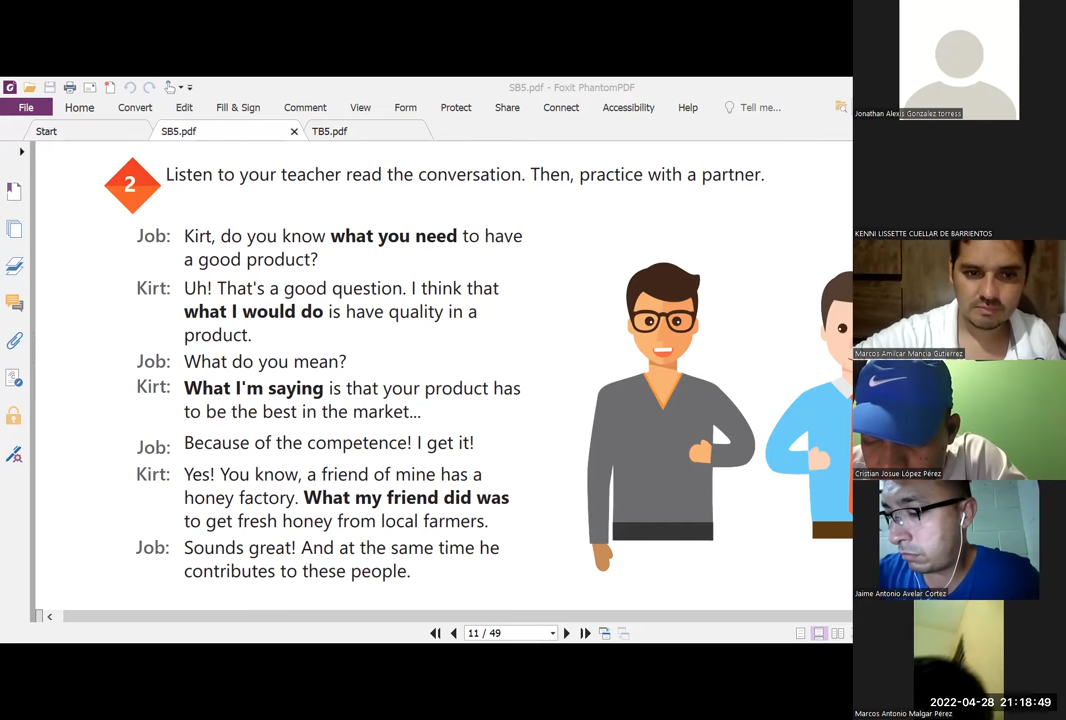 SB5.pdf - Foxit PhantomPDF
File Home Convert Edit Fill & Sign Comment View Form Protect Share Connect Accessibility Help Tell me...
Start SB5.pdf TB5.pdf
2 Listen to your teacher read the conversation. Then, practice with a partner.
Job: Kirt, do you know what you need to have
a good product?
Kirt: Uh! That's a good question. I think that
what I would do is have quality in a
product.
Job: What do you mean?
Kirt: What I'm saying is that your product has
to be the best in the market...
Job: Because of the competence! I get it!
Kirt: Yes! You know, a friend of mine has a
honey factory. What my friend did was
to get fresh honey from local farmers.
Job: Sounds great! And at the same time he
contributes to these people.
11 / 49
Jonathan Alexis Gonzalez torress
KENNI LISSETTE CUELLAR DE BARRIENTOS
Marcos Amilcar Mancia Gutierrez
Cristian Josue López Pérez
Jaime Antonio Avelar Cortez
2022-04-28 21:18:49
Marcos Antonio Malgar Pérez